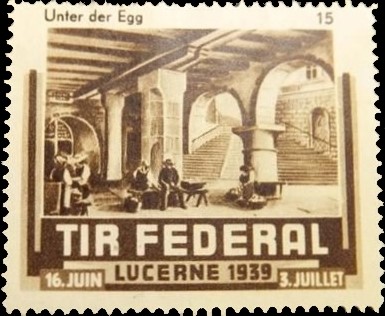 Unter der Egg 15
TIR FEDERAL
LUCERNE 1939
16. JUIN 3. JUILLET